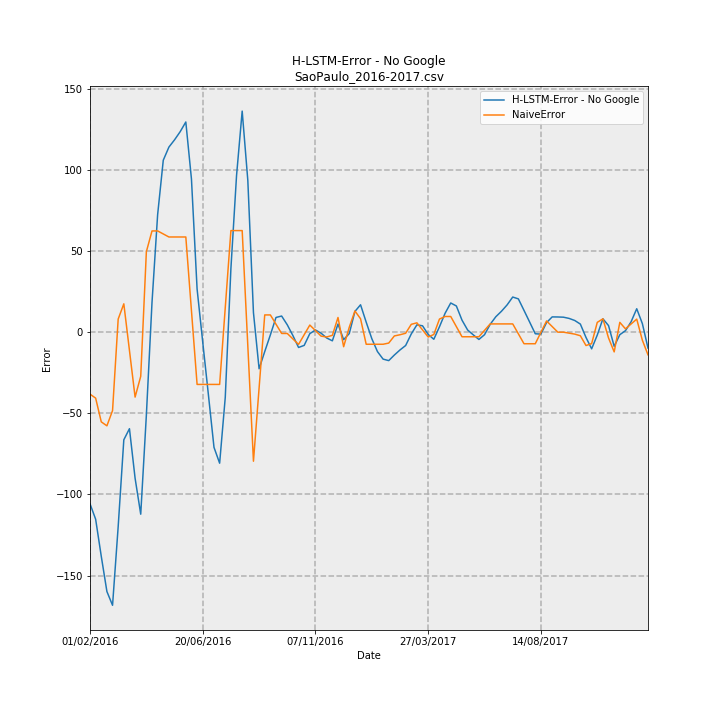 H-LSTM-Error - No Google
SaoPaulo_2016-2017.csv
H-LSTM-Error - No Google
NaiveError
150
100
50
0
−50
−100
−150
Error
01/02/2016 20/06/2016 07/11/2016 27/03/2017 14/08/2017
Date